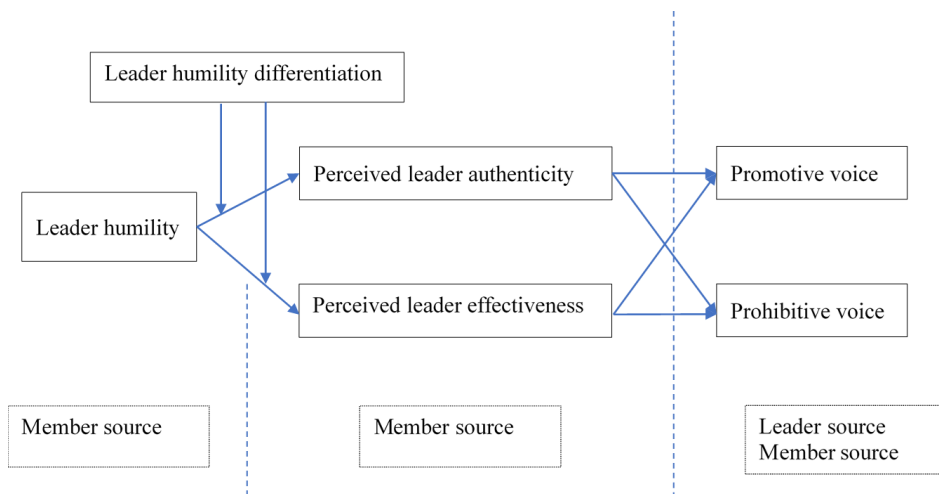 Leader humility differentiation
Perceived leader authenticity
Promotive voice
Leader humility
Perceived leader effectiveness
Prohibitive voice
Member source
Member source
Leader source
Member source